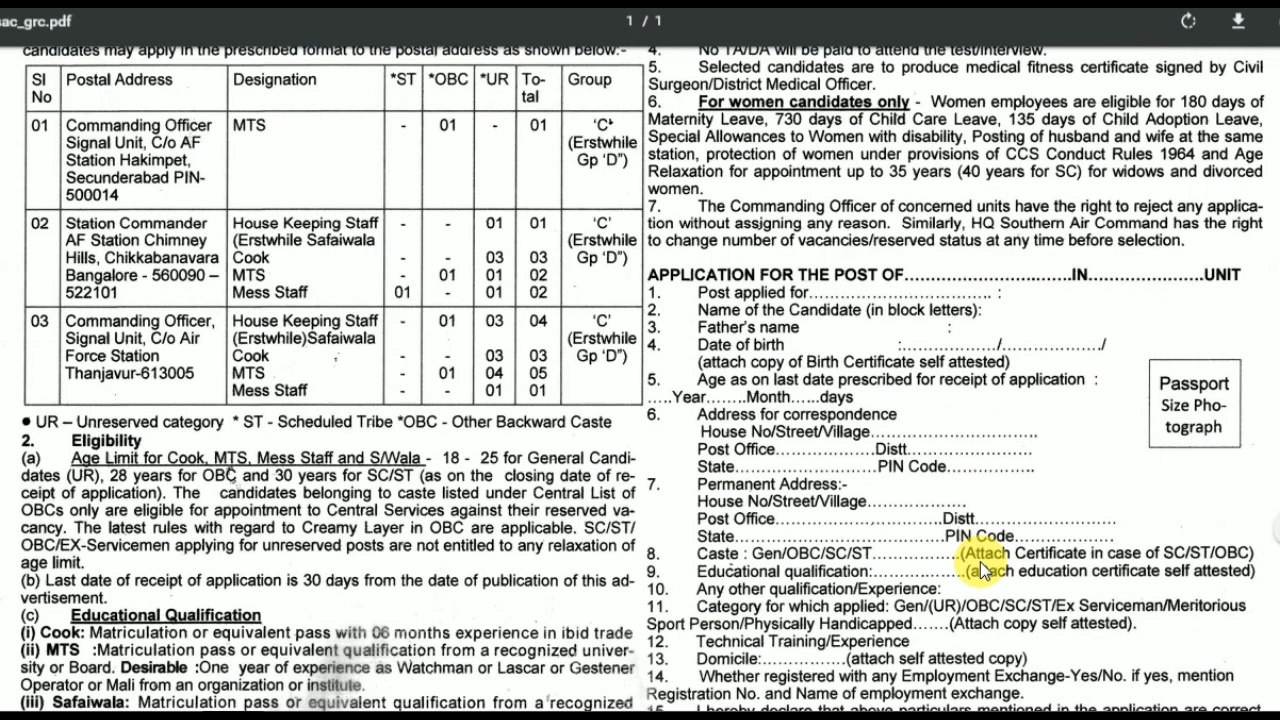 sac_grc.pdf
1 / 1
candidates may apply in the prescribed format to the postal address as shown below:-
Sl No Postal Address Designation *ST *OBC *UR To-tal Group
01 Commanding Officer MTS - 01 - 01 'C'
Signal Unit, C/o AF (Erstwhile
Station Hakimpet, Gp 'D")
Secunderabad PIN-
500014
02 Station Commander House Keeping Staff - - 01 01 'C'
AF Station Chimney (Erstwhile Safaiwala (Erstwhile
Hills, Chikkabanavara Cook - - 03 03 Gp 'D")
Bangalore - 560090 – MTS - 01 01 02
522101 Mess Staff 01 - 01 02
03 Commanding Officer, House Keeping Staff - 01 03 04 'C'
Signal Unit, C/o Air (Erstwhile)Safaiwala (Erstwhile
Force Station Cook - - 03 03 Gp 'D")
Thanjavur-613005 MTS - 01 04 05
Mess Staff - - 01 01
● UR – Unreserved category * ST - Scheduled Tribe *OBC - Other Backward Caste
2. Eligibility
(a) Age Limit for Cook, MTS, Mess Staff and S/Wala - 18 - 25 for General Candi-
dates (UR), 28 years for OBC and 30 years for SC/ST (as on the closing date of re-
ceipt of application). The candidates belonging to caste listed under Central List of
OBCs only are eligible for appointment to Central Services against their reserved va-
cancy. The latest rules with regard to Creamy Layer in OBC are applicable. SC/ST/
OBC/EX-Servicemen applying for unreserved posts are not entitled to any relaxation of
age limit.
(b) Last date of receipt of application is 30 days from the date of publication of this ad-
vertisement.
(c) Educational Qualification
(i) Cook: Matriculation or equivalent pass with 06 months experience in ibid trade
(ii) MTS :Matriculation pass or equivalent qualification from a recognized univer-
sity or Board. Desirable :One year of experience as Watchman or Lascar or Gestener
Operator or Mali from an organization or institute.
(iii) Safaiwala: Matriculation pass or equivalent qualification from a recognized
4. No TA/DA will be paid to attend the test/interview.
5. Selected candidates are to produce medical fitness certificate signed by Civil
Surgeon/District Medical Officer.
6. For women candidates only - Women employees are eligible for 180 days of
Maternity Leave, 730 days of Child Care Leave, 135 days of Child Adoption Leave,
Special Allowances to Women with disability, Posting of husband and wife at the same
station, protection of women under provisions of CCS Conduct Rules 1964 and Age
Relaxation for appointment up to 35 years (40 years for SC) for widows and divorced
women.
7. The Commanding Officer of concerned units have the right to reject any applica-
tion without assigning any reason. Similarly, HQ Southern Air Command has the right
to change number of vacancies/reserved status at any time before selection.
APPLICATION FOR THE POST OF..............................IN.................UNIT
1. Post applied for.................................. :
2. Name of the Candidate (in block letters):
3. Father's name :
4. Date of birth :................./................../
(attach copy of Birth Certificate self attested)
5. Age as on last date prescribed for receipt of application :
.....Year.......Month.....days
6. Address for correspondence
House No/Street/Village................................
Post Office....................Distt.....................
State...........................PIN Code.................
7. Permanent Address:-
House No/Street/Village......................
Post Office................................Distt..........................
State........................................PIN Code...................
8. Caste : Gen/OBC/SC/ST.................(Attach Certificate in case of SC/ST/OBC)
9. Educational qualification:..................(attach education certificate self attested)
10. Any other qualification/Experience:
11. Category for which applied: Gen/(UR)/OBC/SC/ST/Ex Serviceman/Meritorious
Sport Person/Physically Handicapped.......(Attach copy self attested).
12. Technical Training/Experience
13. Domicile:...............(attach self attested copy)
14. Whether registered with any Employment Exchange-Yes/No. if yes, mention
Registration No. and Name of employment exchange.
15. I hereby declare that above particulars mentioned in the application are correct
Passport
Size Pho-
tograph